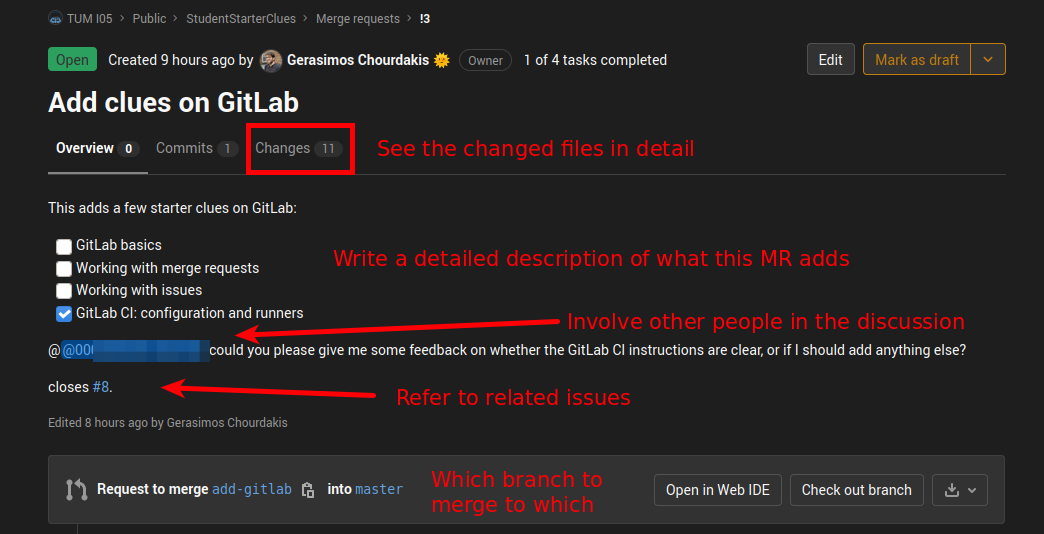 TUM I05 > Public > StudentStarterClues > Merge requests > !3
Open Created 9 hours ago by Gerasimos Chourdakis 🌞 Owner 1 of 4 tasks completed Edit Mark as draft
Add clues on GitLab
Overview 0 Commits 1 Changes 11 See the changed files in detail
This adds a few starter clues on GitLab:
GitLab basics
Write a detailed description of what this MR adds
Working with merge requests
Working with issues
GitLab CI: configuration and runners
Involve other people in the discussion
@@00 could you please give me some feedback on whether the GitLab CI instructions are clear, or if I should add anything else?
closes #8.
Refer to related issues
Edited 8 hours ago by Gerasimos Chourdakis
Request to merge add-gitlab into master
Which branch to
merge to which
Open in Web IDE Check out branch